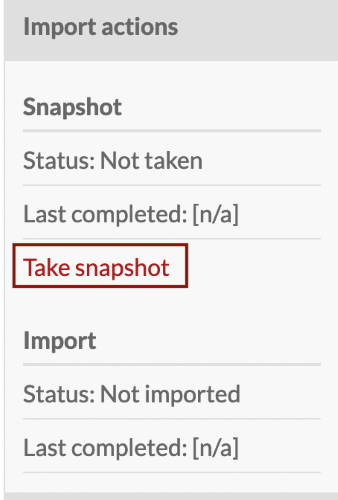 Import actions
Snapshot
Status: Not taken
Last completed: [n/a]
Take snapshot
Import
Status: Not imported
Last completed: [n/a]